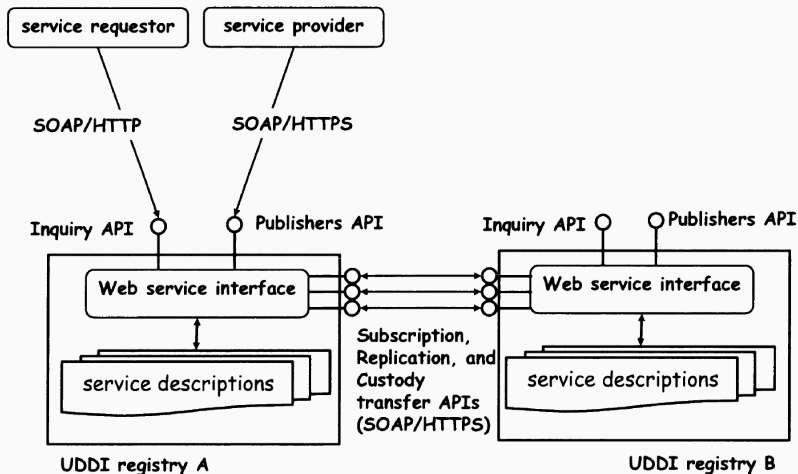 service requestor
service provider
SOAP/HTTP
SOAP/HTTPS
Inquiry API
Publishers API
Inquiry API
Publishers API
Web service interface
Web service interface
Subscription,
Replication, and
Custody
transfer APIs
(SOAP/HTTPS)
service descriptions
service descriptions
UDDI registry A
UDDI registry B